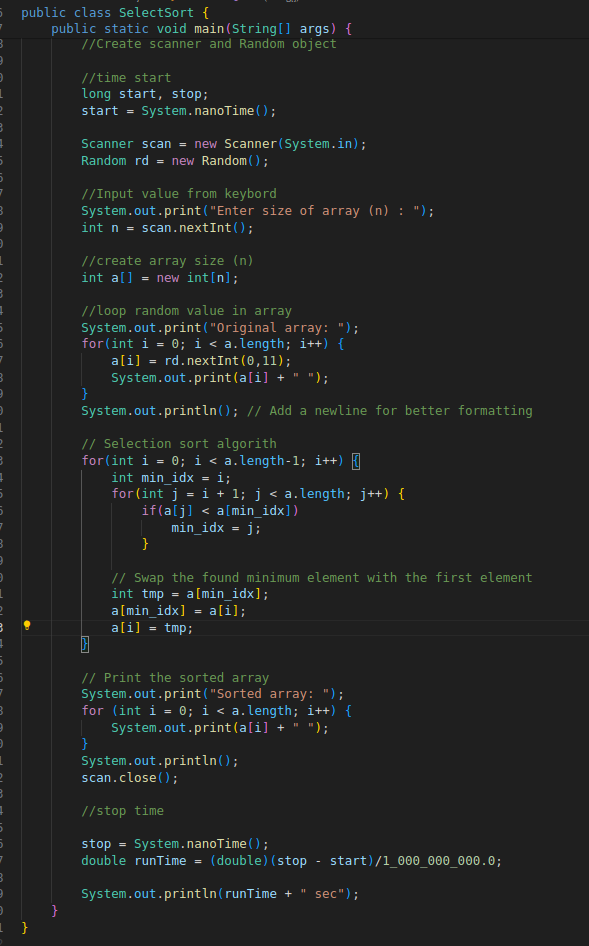 public class SelectSort {
    public static void main(String[] args) {
        //Create scanner and Random object
        //time start
        long start, stop;
        start = System.nanoTime();
        Scanner scan = new Scanner(System.in);
        Random rd = new Random();
        //Input value from keybord
        System.out.print("Enter size of array (n) : ");
        int n = scan.nextInt();
        //create array size (n)
        int a[] = new int[n];
        //loop random value in array
        System.out.print("Original array: ");
        for(int i = 0; i < a.length; i++) {
            a[i] = rd.nextInt(0,11);
            System.out.print(a[i] + " ");
        }
        System.out.println(); // Add a newline for better formatting
        // Selection sort algorith
        for(int i = 0; i < a.length-1; i++) {
            int min_idx = i;
            for(int j = i + 1; j < a.length; j++) {
                if(a[j] < a[min_idx])
                    min_idx = j;
                }
            // Swap the found minimum element with the first element
            int tmp = a[min_idx];
            a[min_idx] = a[i];
            a[i] = tmp;
        }
        // Print the sorted array
        System.out.print("Sorted array: ");
        for (int i = 0; i < a.length; i++) {
            System.out.print(a[i] + " ");
        }
        System.out.println();
        scan.close();
        //stop time
        stop = System.nanoTime();
        double runTime = (double)(stop - start)/1_000_000_000.0;
        System.out.println(runTime + " sec");
    }
}